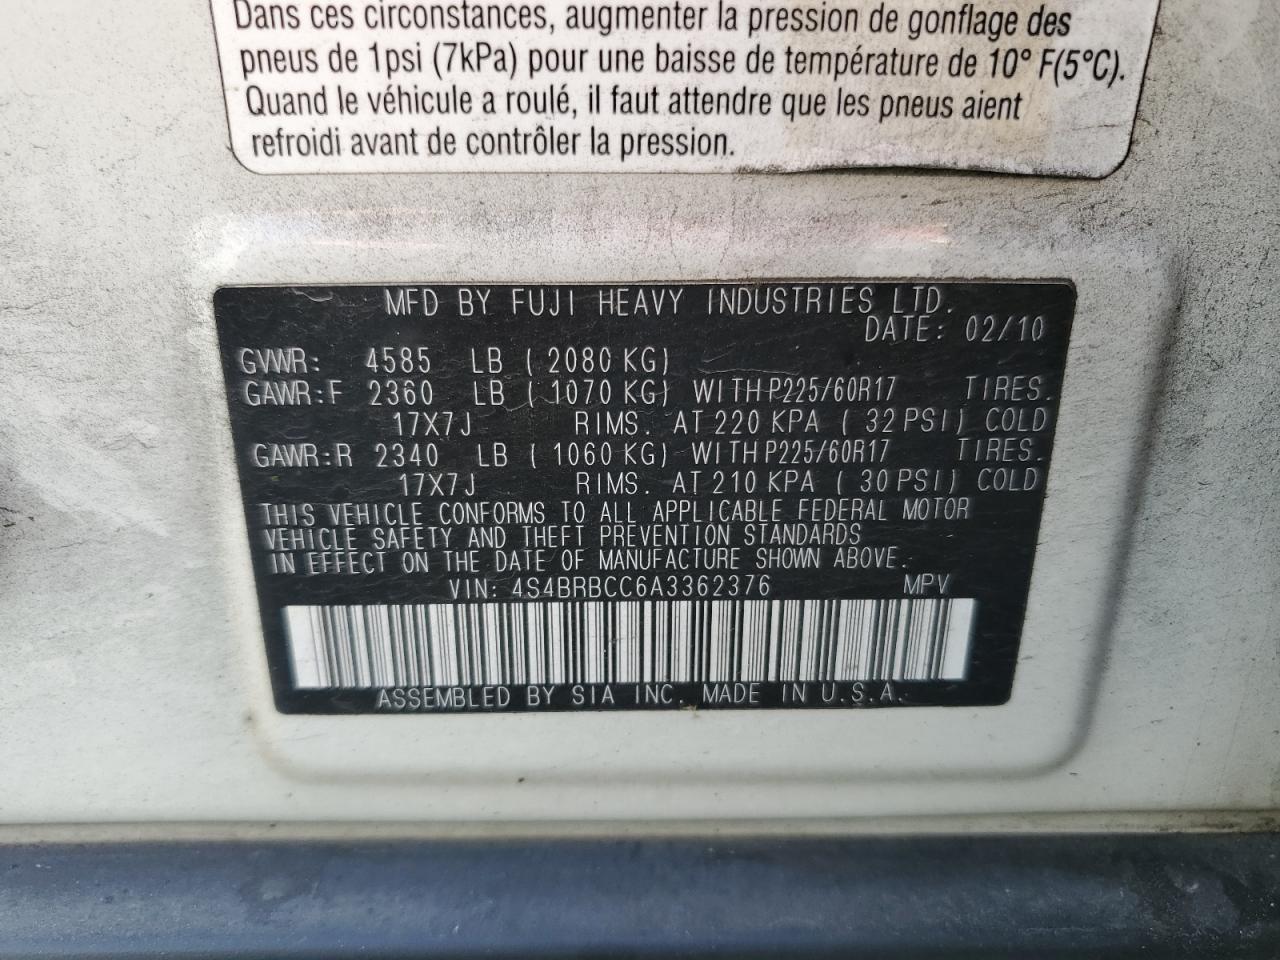 Dans ces circonstances, augmenter la pression de gonflage des
pneus de 1psi (7kPa) pour une baisse de température de 10° F(5°C).
Quand le véhicule a roulé, il faut attendre que les pneus aient
refroidi avant de contrôler la pression.
MFD BY FUJI HEAVY INDUSTRIES LTD.
DATE: 02/10
GVWR: 4585 LB ( 2080 KG)
GAWR:F 2360 LB ( 1070 KG) WITH P225/60R17 TIRES.
17X7J RIMS. AT 220 KPA ( 32 PSI) COLD
GAWR:R 2340 LB ( 1060 KG) WITH P225/60R17 TIRES.
17X7J RIMS. AT 210 KPA ( 30 PSI) COLD
THIS VEHICLE CONFORMS TO ALL APPLICABLE FEDERAL MOTOR
VEHICLE SAFETY AND THEFT PREVENTION STANDARDS
IN EFFECT ON THE DATE OF MANUFACTURE SHOWN ABOVE.
VIN: 4S4BRBCC6A3362376 MPV
ASSEMBLED BY SIA INC. MADE IN U.S.A.